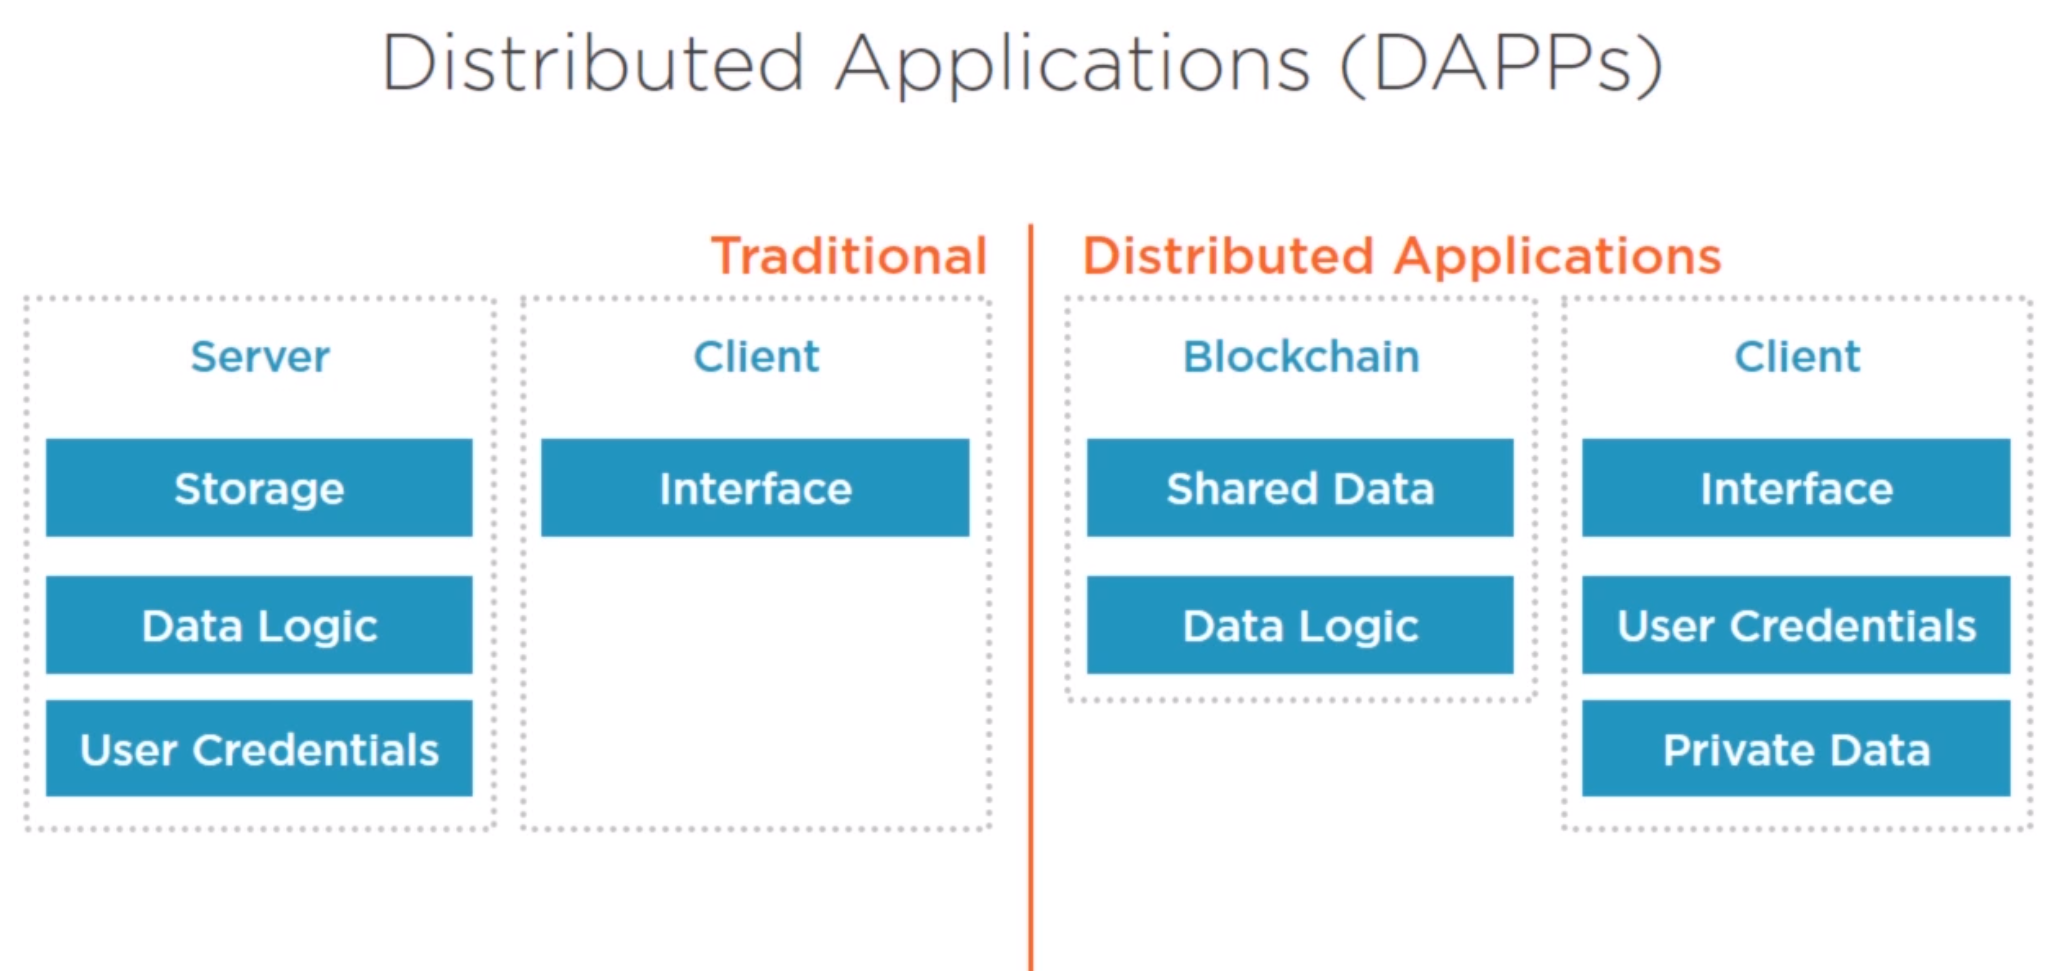 Distributed Applications (DAPPs)
Traditional
Server
Storage
Data Logic
User Credentials
Client
Interface
Distributed Applications
Blockchain
Shared Data
Data Logic
Client
Interface
User Credentials
Private Data